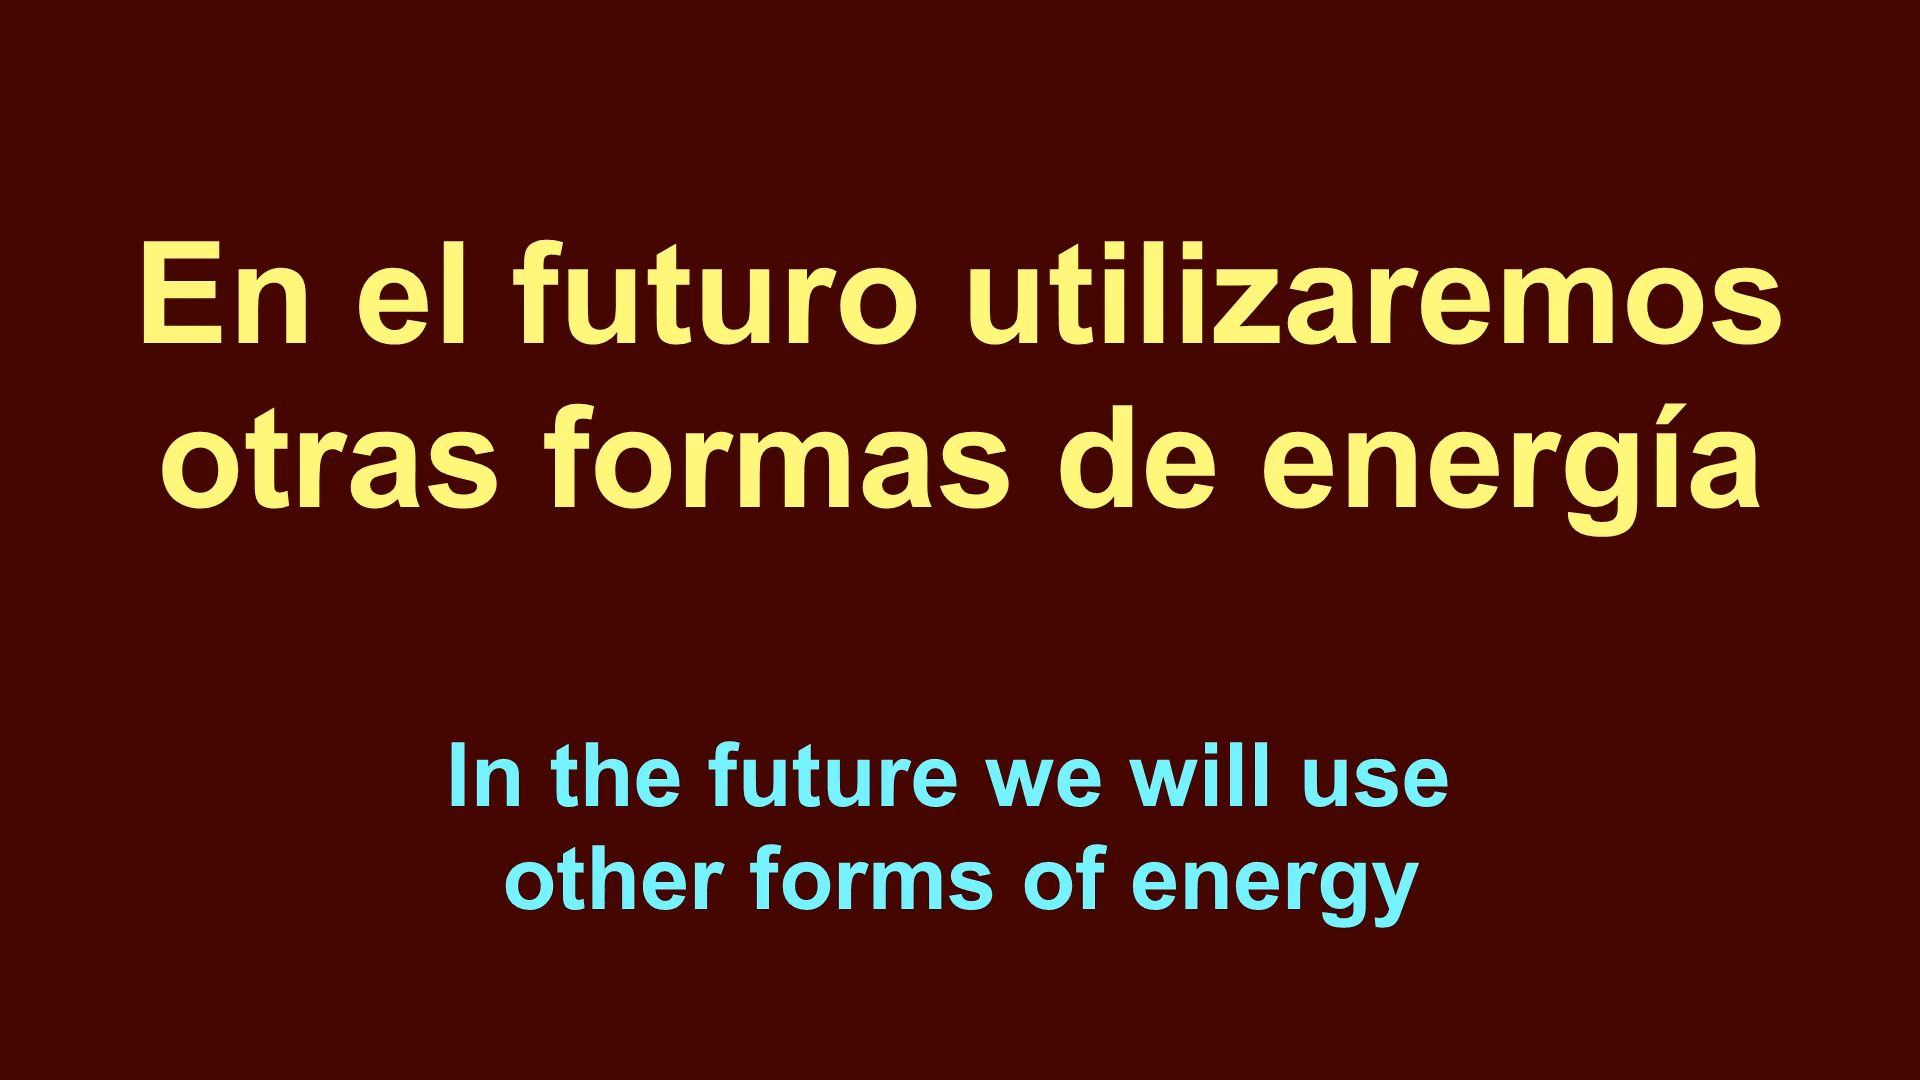 En el futuro utilizaremos
otras formas de energía
In the future we will use
other forms of energy